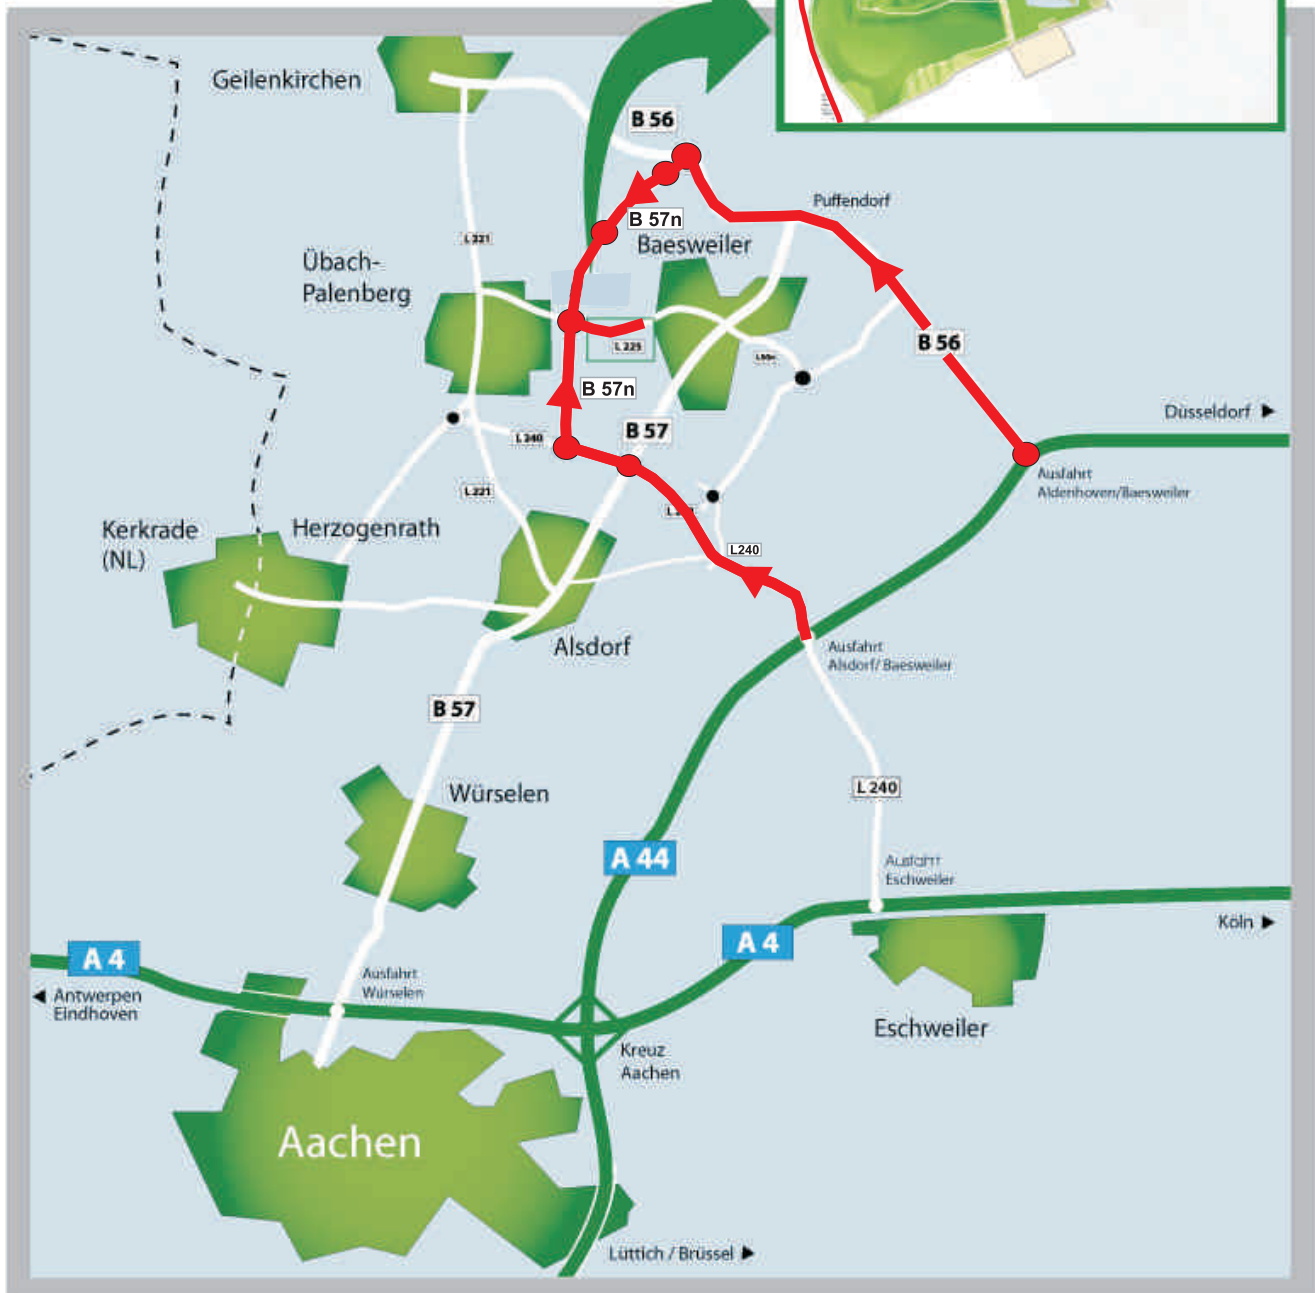 Geilenkirchen
B 56
Puffendorf
B 57n
L 221
Baesweiler
Übach-
Palenberg
B 56
L 225
B 57n
Düsseldorf
B 57
L 240
Ausfahrt
Aldenhoven/Baesweiler
L 221
Kerkrade
(NL)
Herzogenrath
L240
Alsdorf
Ausfahrt
Alsdorf/ Baesweiler
B 57
Würselen
L 240
A 44
Ausfahrt
Eschweiler
Köln
A 4
A 4
Ausfahrt
Würselen
Antwerpen
Eindhoven
Eschweiler
Kreuz
Aachen
Aachen
Lüttich / Brüssel